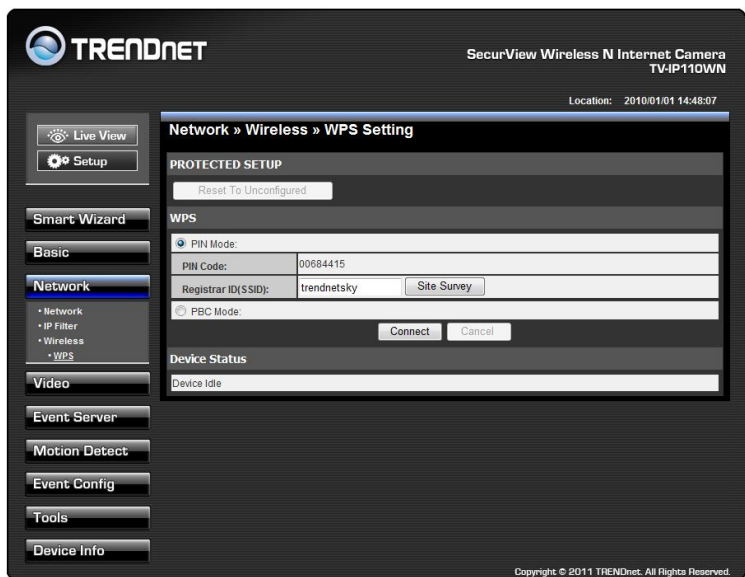 TRENDNET
SecurView Wireless N Internet Camera
TV-IP110WN
Location: 2010/01/01 14:48:07
Live View
Setup
Smart Wizard
Basic
Network
• Network
• IP Filter
• Wireless
• WPS
Video
Event Server
Motion Detect
Event Config
Tools
Device Info
Network » Wireless » WPS Setting
PROTECTED SETUP
Reset To Unconfigured
WPS
PIN Mode:
PIN Code: 00684415
Registrar ID(SSID): trendnetsky Site Survey
PBC Mode:
Connect Cancel
Device Status
Device Idle
Copyright © 2011 TRENDnet. All Rights Reserved.